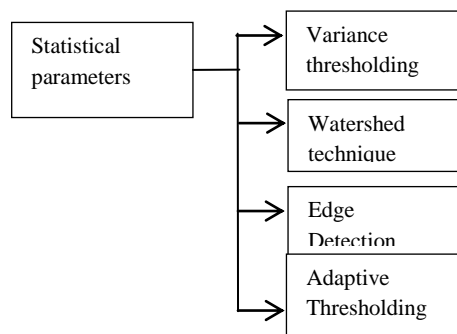 Statistical
parameters
Variance
thresholding
Watershed
technique
Edge
Detection
Adaptive
Thresholding